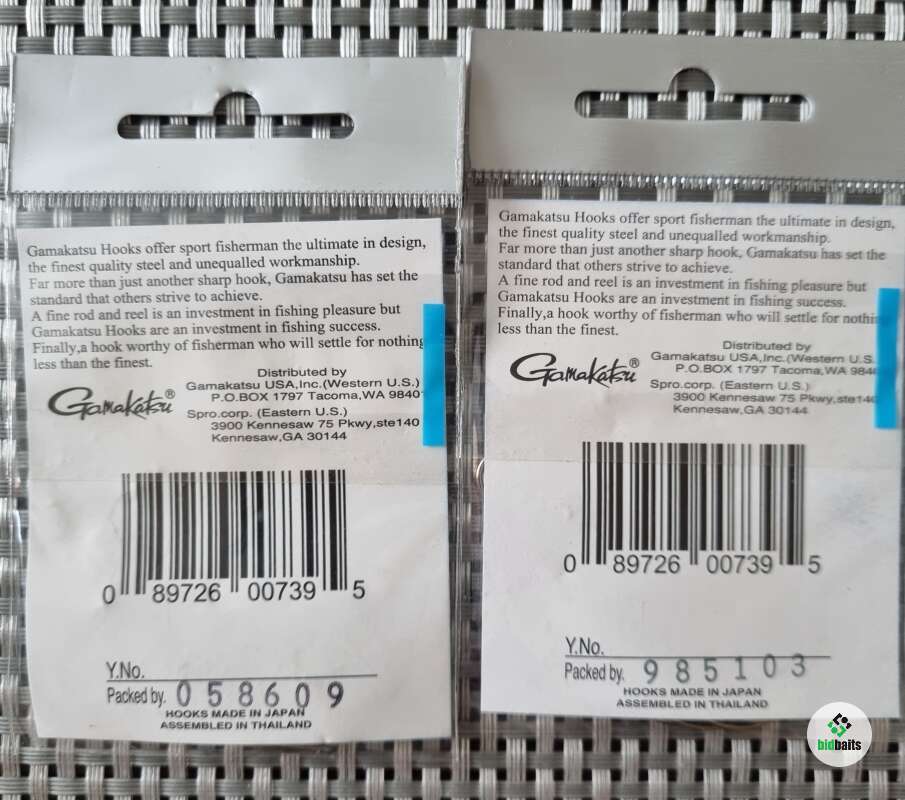 Gamakatsu Hooks offer sport fisherman the ultimate in design,
the finest quality steel and unequalled workmanship.
Far more than just another sharp hook, Gamakatsu has set the
standard that others strive to achieve.
A fine rod and reel is an investment in fishing pleasure but
Gamakatsu Hooks are an investment in fishing success.
Finally,a hook worthy of fisherman who will settle for nothing
less than the finest.
Gamakatsu®
Distributed by
Gamakatsu USA,Inc.(Western U.S.)
P.O.BOX 1797 Tacoma,WA 9840
Spro.corp. (Eastern U.S.)
3900 Kennesaw 75 Pkwy,ste140
Kennesaw,GA 30144
0 89726 00739 5
Y.No.
Packed by. 058609
HOOKS MADE IN JAPAN
ASSEMBLED IN THAILAND
Gamakatsu Hooks offer sport fisherman the ultimate in design,
the finest quality steel and unequalled workmanship.
Far more than just another sharp hook, Gamakatsu has set the
standard that others strive to achieve.
A fine rod and reel is an investment in fishing pleasure but
Gamakatsu Hooks are an investment in fishing success.
Finally,a hook worthy of fisherman who will settle for nothin
less than the finest.
Gamakatsu®
Distributed by
Gamakatsu USA,Inc.(Western U.S.
P.O.BOX 1797 Tacoma,WA 984
Spro.corp. (Eastern U.S.)
3900 Kennesaw 75 Pkwy,ste14
Kennesaw,GA 30144
0 89726 00739 5
Y.No.
Packed by. 985103
HOOKS MADE IN JAPAN
ASSEMBLED IN THAILAND
bidbaits